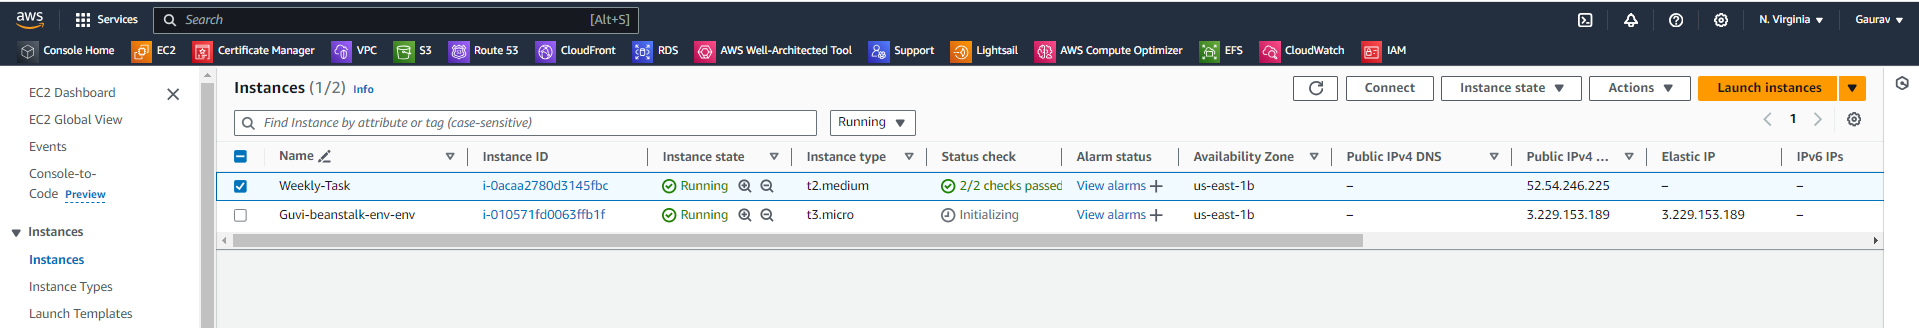 aws Services Search [Alt+S] N. Virginia Gaurav
Console Home EC2 Certificate Manager VPC S3 Route 53 CloudFront RDS AWS Well-Architected Tool Support Lightsail AWS Compute Optimizer EFS CloudWatch IAM
EC2 Dashboard
EC2 Global View
Events
Console-to-
Code Preview
Instances
Instances
Instance Types
Launch Templates
Instances (1/2) Info Connect Instance state Actions Launch instances
Find Instance by attribute or tag (case-sensitive) Running 1
Name Instance ID Instance state Instance type Status check Alarm status Availability Zone Public IPv4 DNS Public IPv4 ... Elastic IP IPv6 IPs
Weekly-Task i-0acaa2780d3145fbc Running t2.medium 2/2 checks passed View alarms + us-east-1b – 52.54.246.225 – –
Guvi-beanstalk-env-env i-010571fd0063ffb1f Running t3.micro Initializing View alarms + us-east-1b – 3.229.153.189 3.229.153.189 –